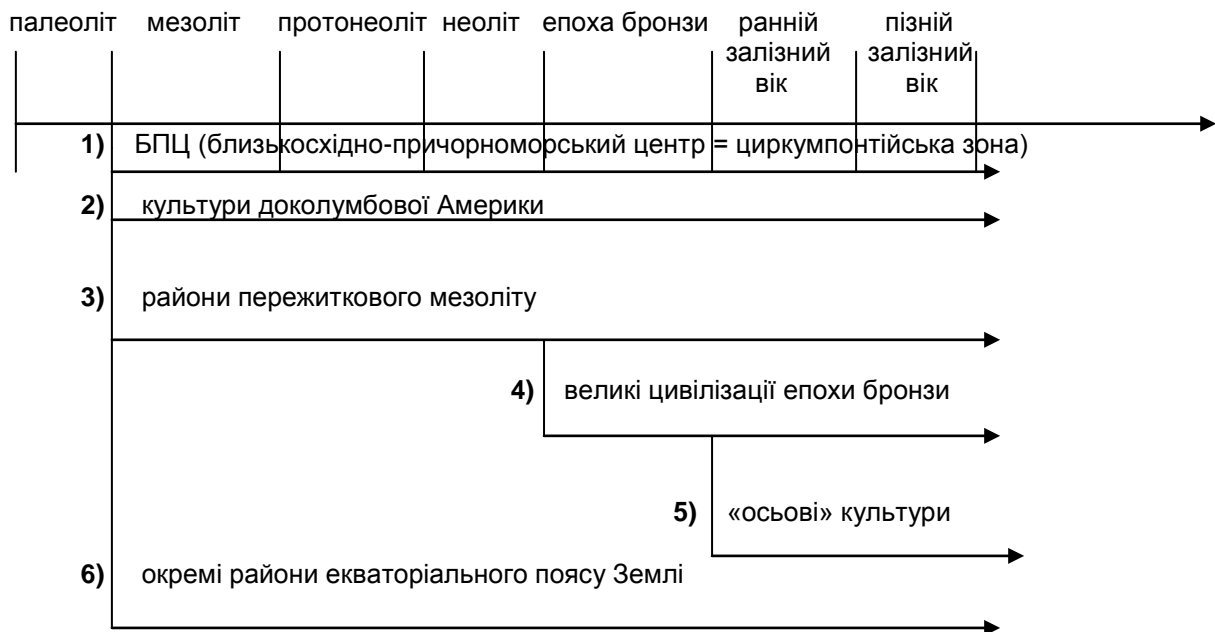 палеоліт мезоліт протонеоліт неоліт епоха бронзи ранній залізний вік пізній залізний вік
1) БПЦ (близькосхідно-причорноморський центр = циркумпонтійська зона)
2) культури доколумбової Америки
3) райони пережиткового мезоліту
4) великі цивілізації епохи бронзи
5) «осьові» культури
6) окремі райони екваторіального поясу Землі